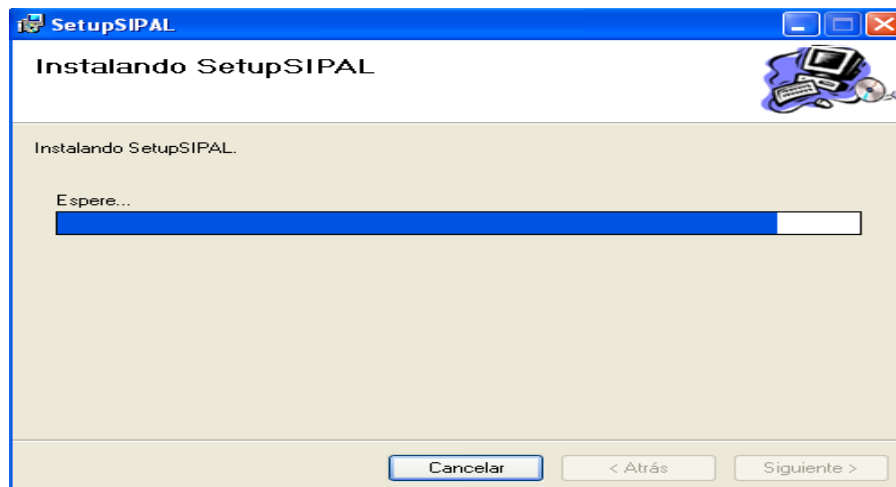 SetupSIPAL
Instalando SetupSIPAL
Instalando SetupSIPAL.
Espere...
Cancelar
< Atrás
Siguiente >